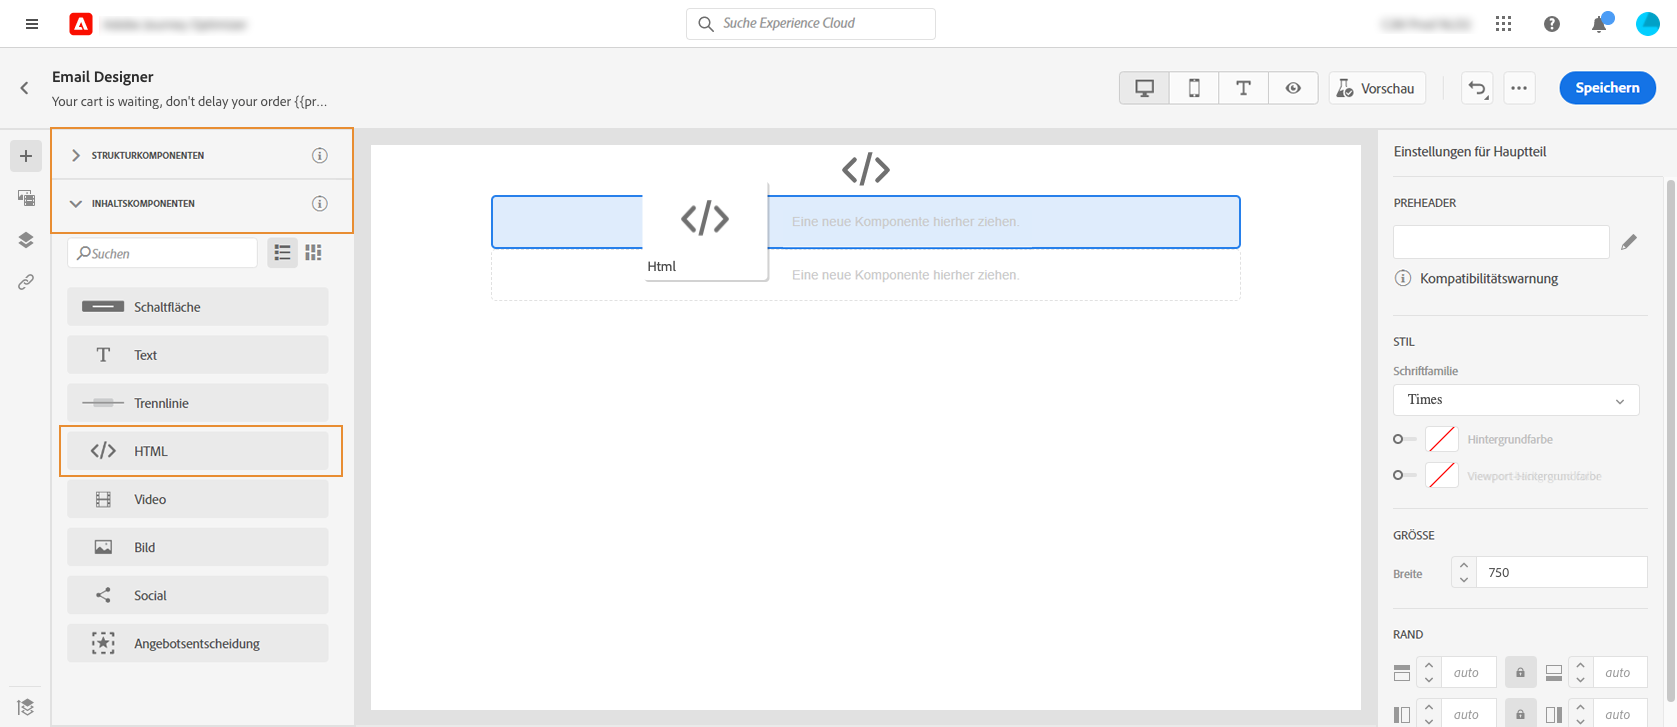 Suche Experience Cloud
Email Designer
Your cart is waiting, don't delay your order {{pr...
Vorschau
Speichern
STRUKTURKOMPONENTEN
INHALTSKOMPONENTEN
Suchen
Schaltfläche
Text
Trennlinie
HTML
Video
Bild
Social
Angebotsentscheidung
Eine neue Komponente hierher ziehen.
Html
Eine neue Komponente hierher ziehen.
Einstellungen für Hauptteil
PREHEADER
Kompatibilitätswarnung
STIL
Schriftfamilie
Times
Hintergrundfarbe
Viewport-Hintergrundfarbe
GRÖSSE
Breite
750
RAND
auto
auto
auto
auto